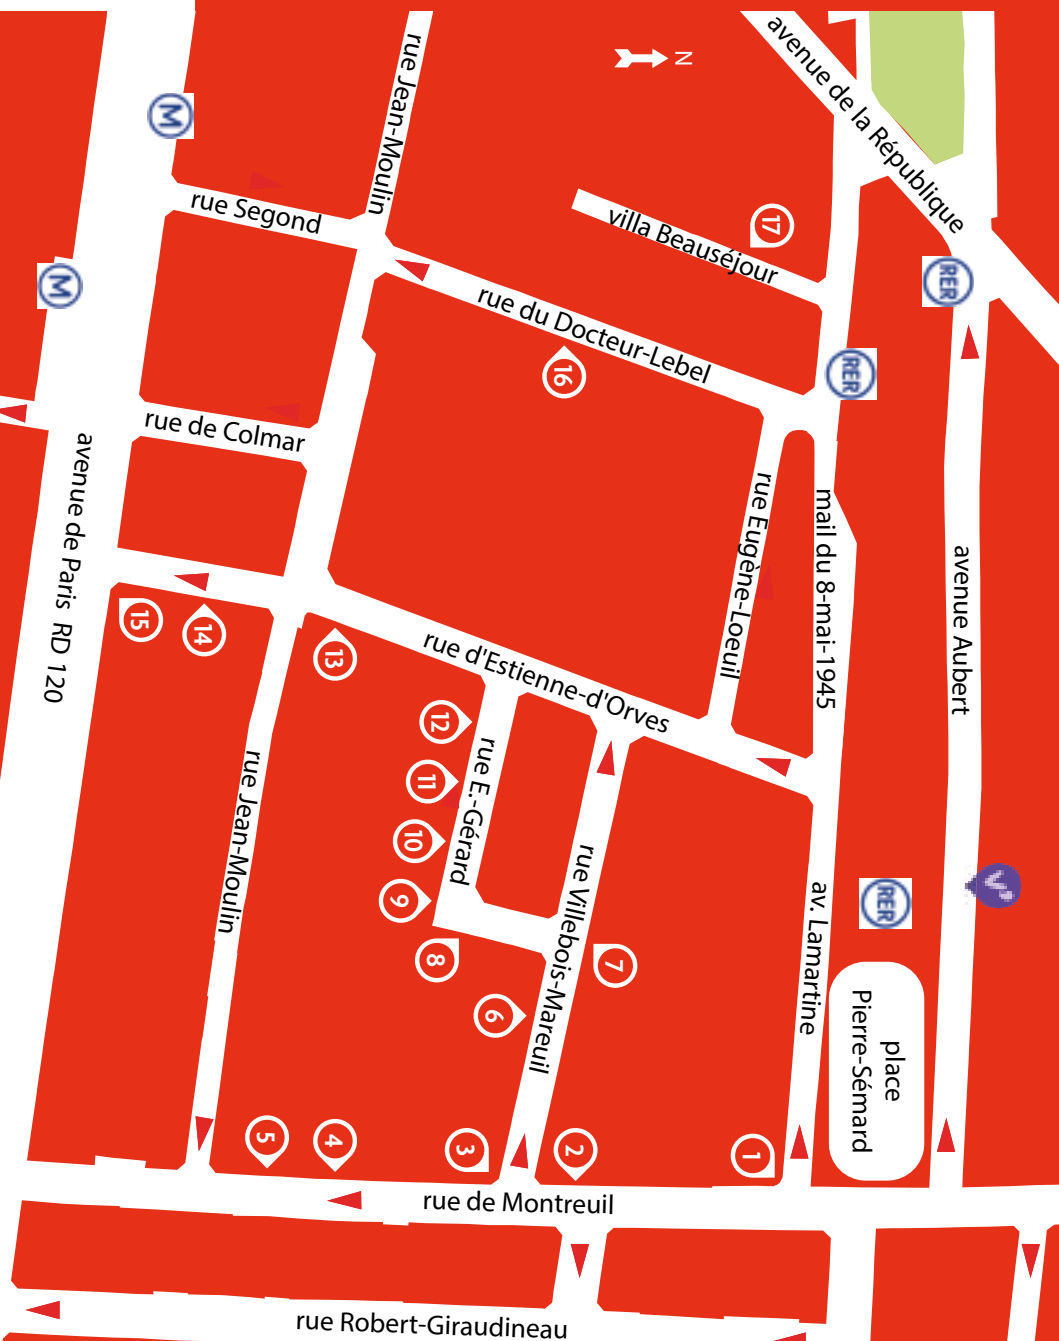 avenue de la République
rue Jean-Moulin
N
M
rue Segond
villa Beauséjour
17
RER
M
rue du Docteur-Lebel
16
RER
rue de Colmar
avenue de Paris RD 120
rue Eugène-Loeuil
mail du 8-mai-1945
avenue Aubert
15
14
13
rue d'Estienne-d'Orves
12
11
10
9
8
rue E.-Gérard
rue Jean-Moulin
rue Villebois-Mareuil
7
6
av. Lamartine
RER
V
place
Pierre-Sémard
5
4
3
2
1
rue de Montreuil
rue Robert-Giraudineau